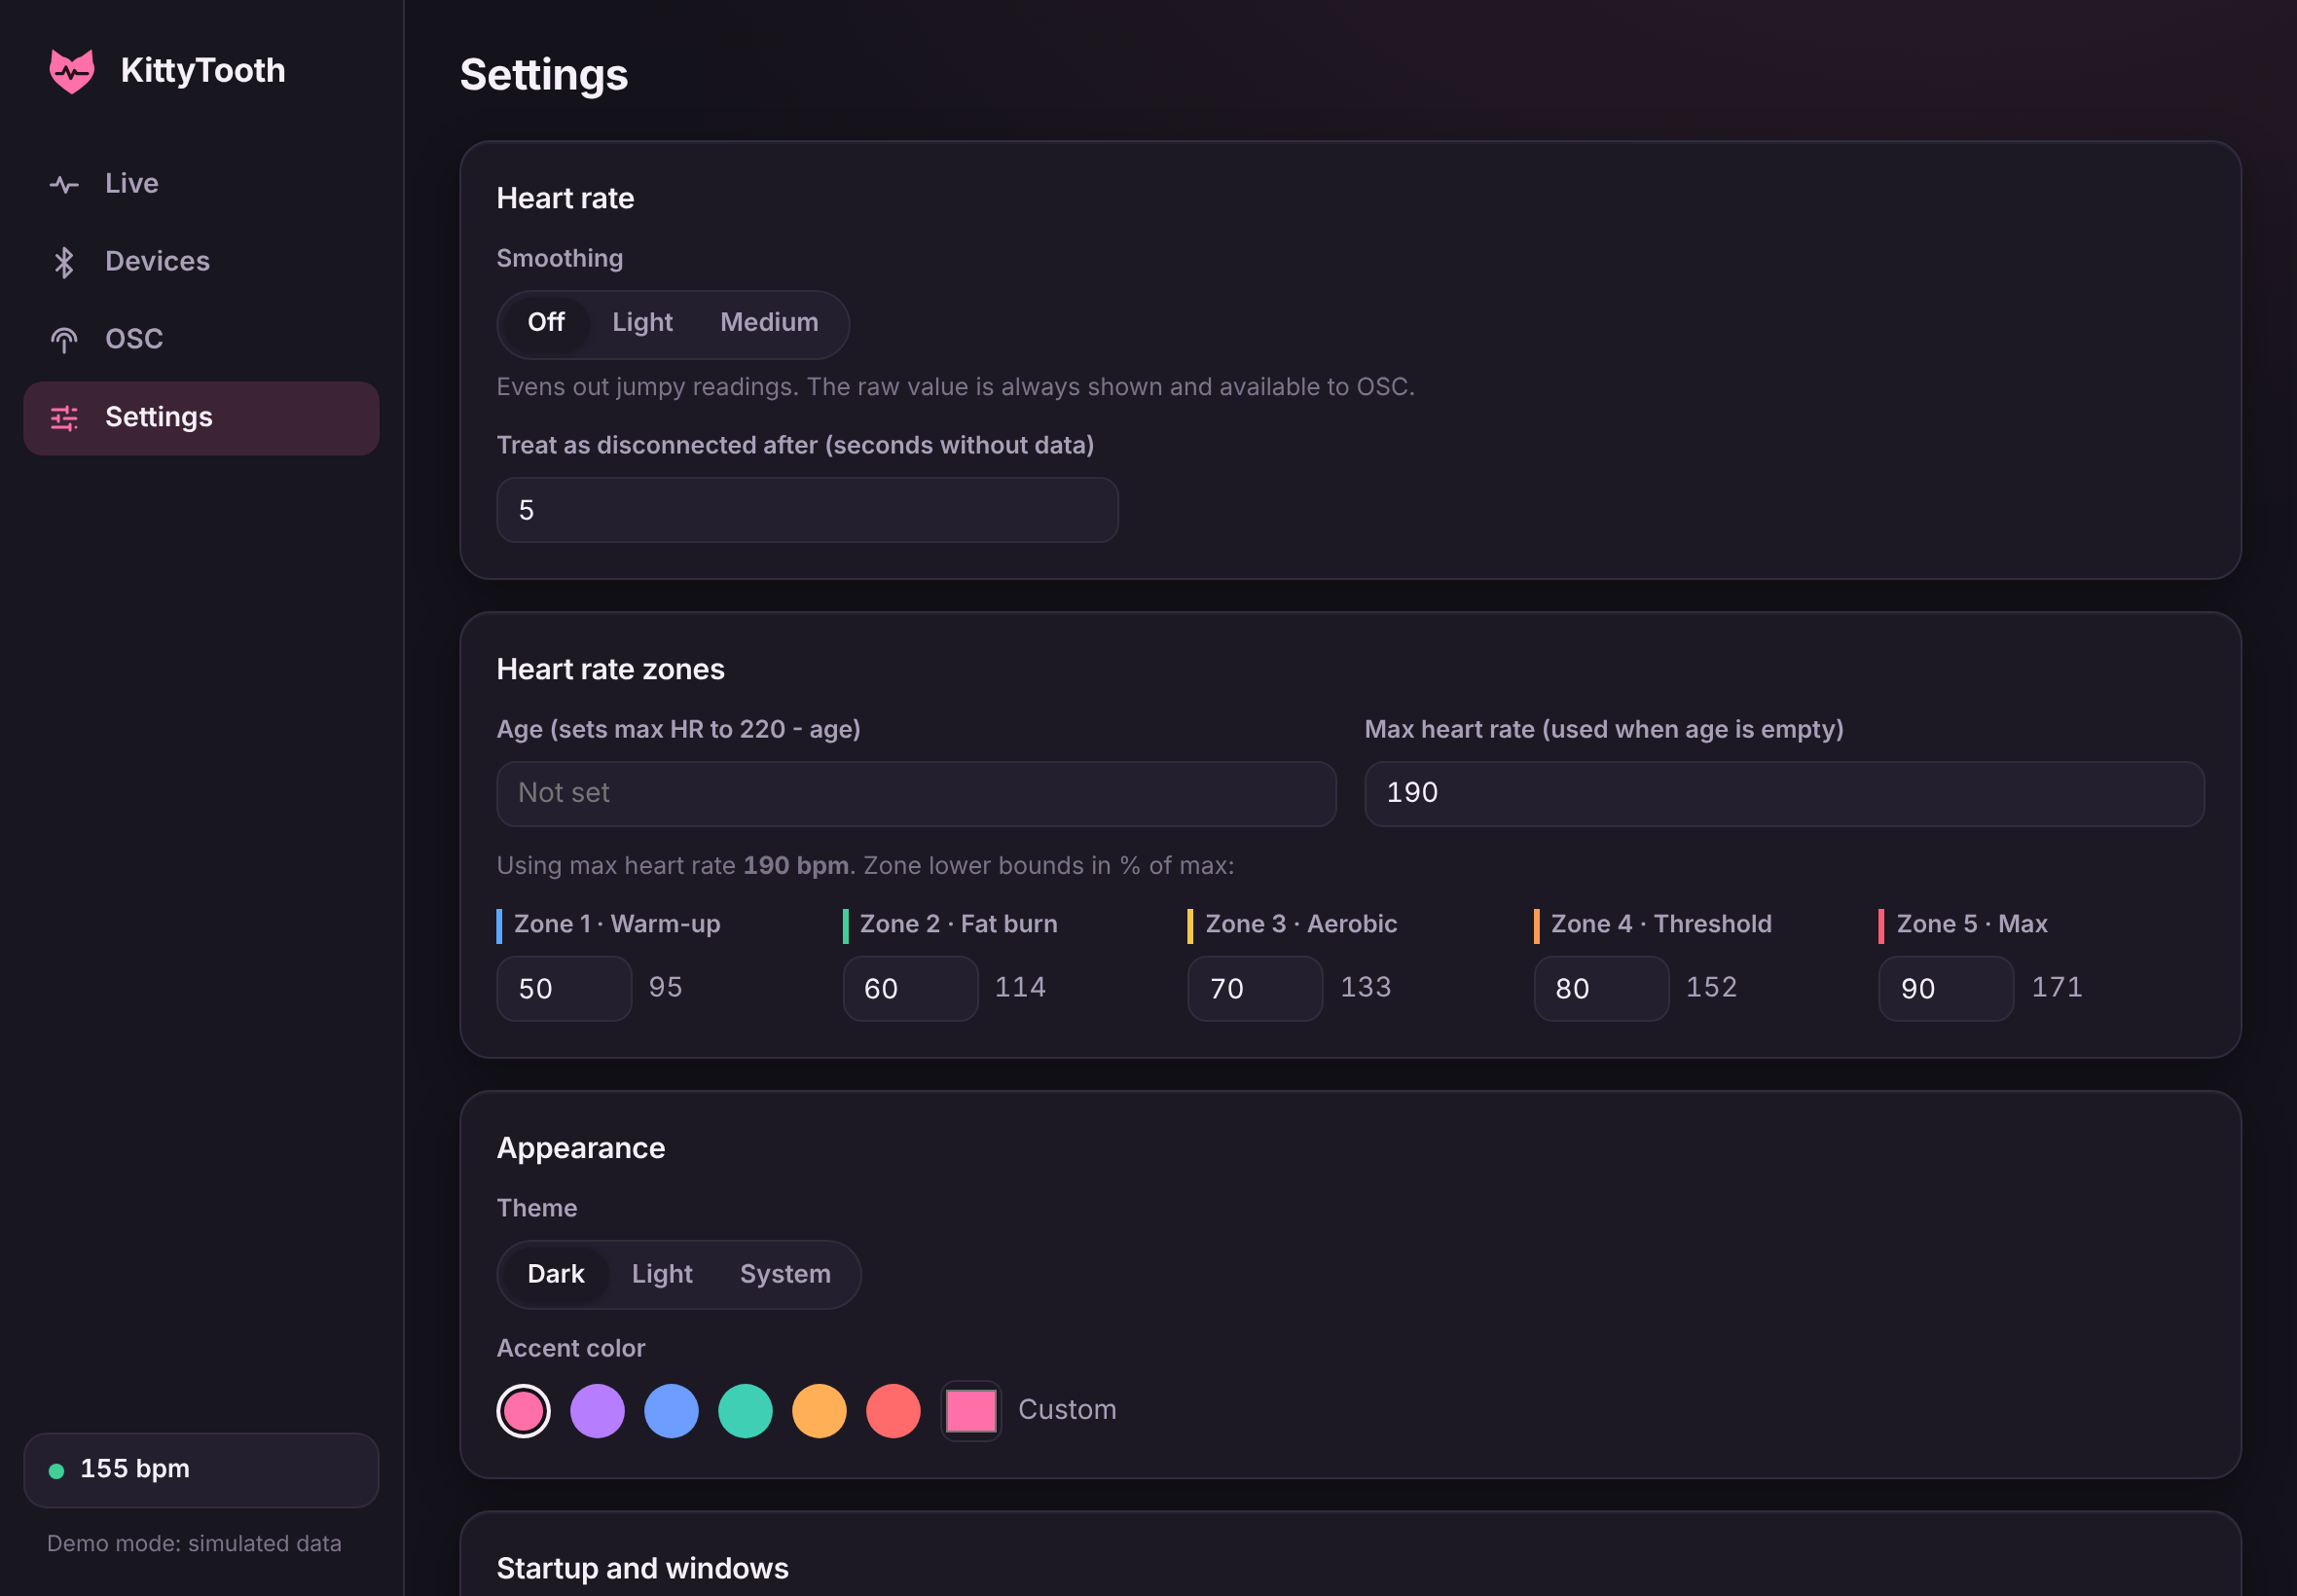 KittyTooth
Live
Devices
OSC
Settings
155 bpm
Demo mode: simulated data
Settings
Heart rate
Smoothing
Off Light Medium
Evens out jumpy readings. The raw value is always shown and available to OSC.
Treat as disconnected after (seconds without data)
5
Heart rate zones
Age (sets max HR to 220 - age) Max heart rate (used when age is empty)
Not set 190
Using max heart rate 190 bpm. Zone lower bounds in % of max:
Zone 1 · Warm-up Zone 2 · Fat burn Zone 3 · Aerobic Zone 4 · Threshold Zone 5 · Max
50 95 60 114 70 133 80 152 90 171
Appearance
Theme
Dark Light System
Accent color
Custom
Startup and windows